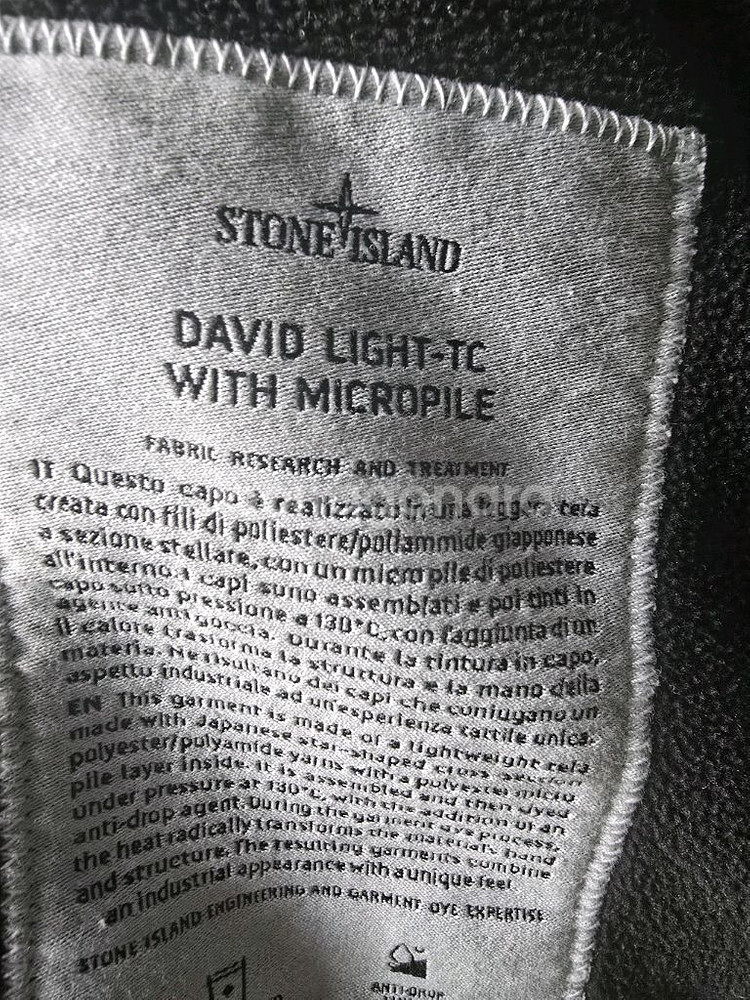 STONE ISLAND
DAVID LIGHT-TC
WITH MICROPILE
FABRIC RESEARCH AND TREATMENT
IT Questo capo è realizzato in una leggera tela
creata con fili di poliestere/poliammide giapponese
a sezione stellare, con un micro pile di poliestere
all'interno. I capi sono assemblati e poi tinti in
capo sotto pressione a 130°C, con l'aggiunta di un
agente anti goccia. Durante la tintura in capo,
il calore trasforma la struttura e la mano della
materia. Ne risultano dei capi che coniugano un
aspetto industriale ad un'esperienza tattile unica.
EN This garment is made of a lightweight tela
made with Japanese star-shaped cross section
polyester/polyamide yarns with a polyester micro
pile layer inside. It is assembled and then dyed
under pressure at 130°C, with the addition of an
anti-drop agent. During the garment dye process,
the heat radically transforms the material's hand
and structure. The resulting garments combine
an industrial appearance with a unique feel.
STONE ISLAND ENGINEERING AND GARMENT DYE EXPERTISE
ANTI-DROP